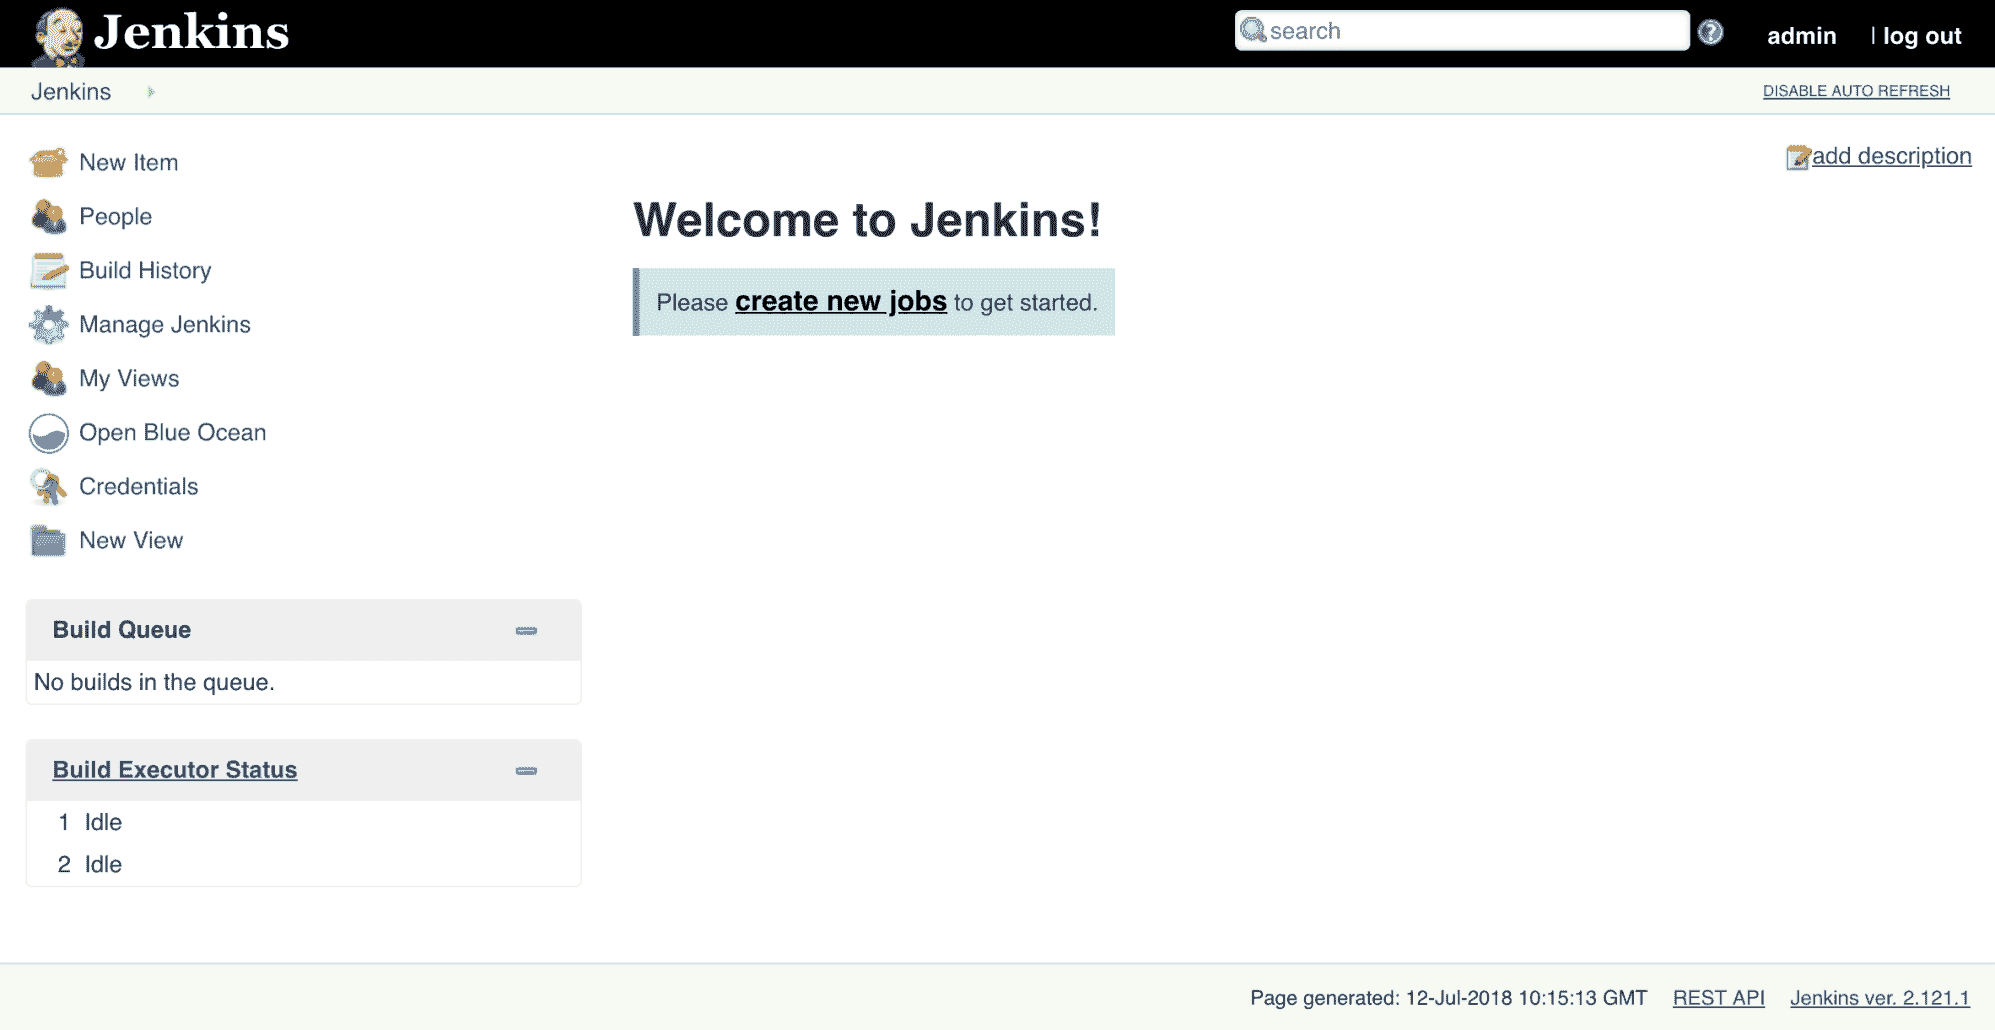 Jenkins
search
admin | log out
Jenkins
DISABLE AUTO REFRESH
New Item
People
Build History
Manage Jenkins
My Views
Open Blue Ocean
Credentials
New View
add description
Welcome to Jenkins!
Please create new jobs to get started.
Build Queue
No builds in the queue.
Build Executor Status
1 Idle
2 Idle
Page generated: 12-Jul-2018 10:15:13 GMT REST API Jenkins ver. 2.121.1